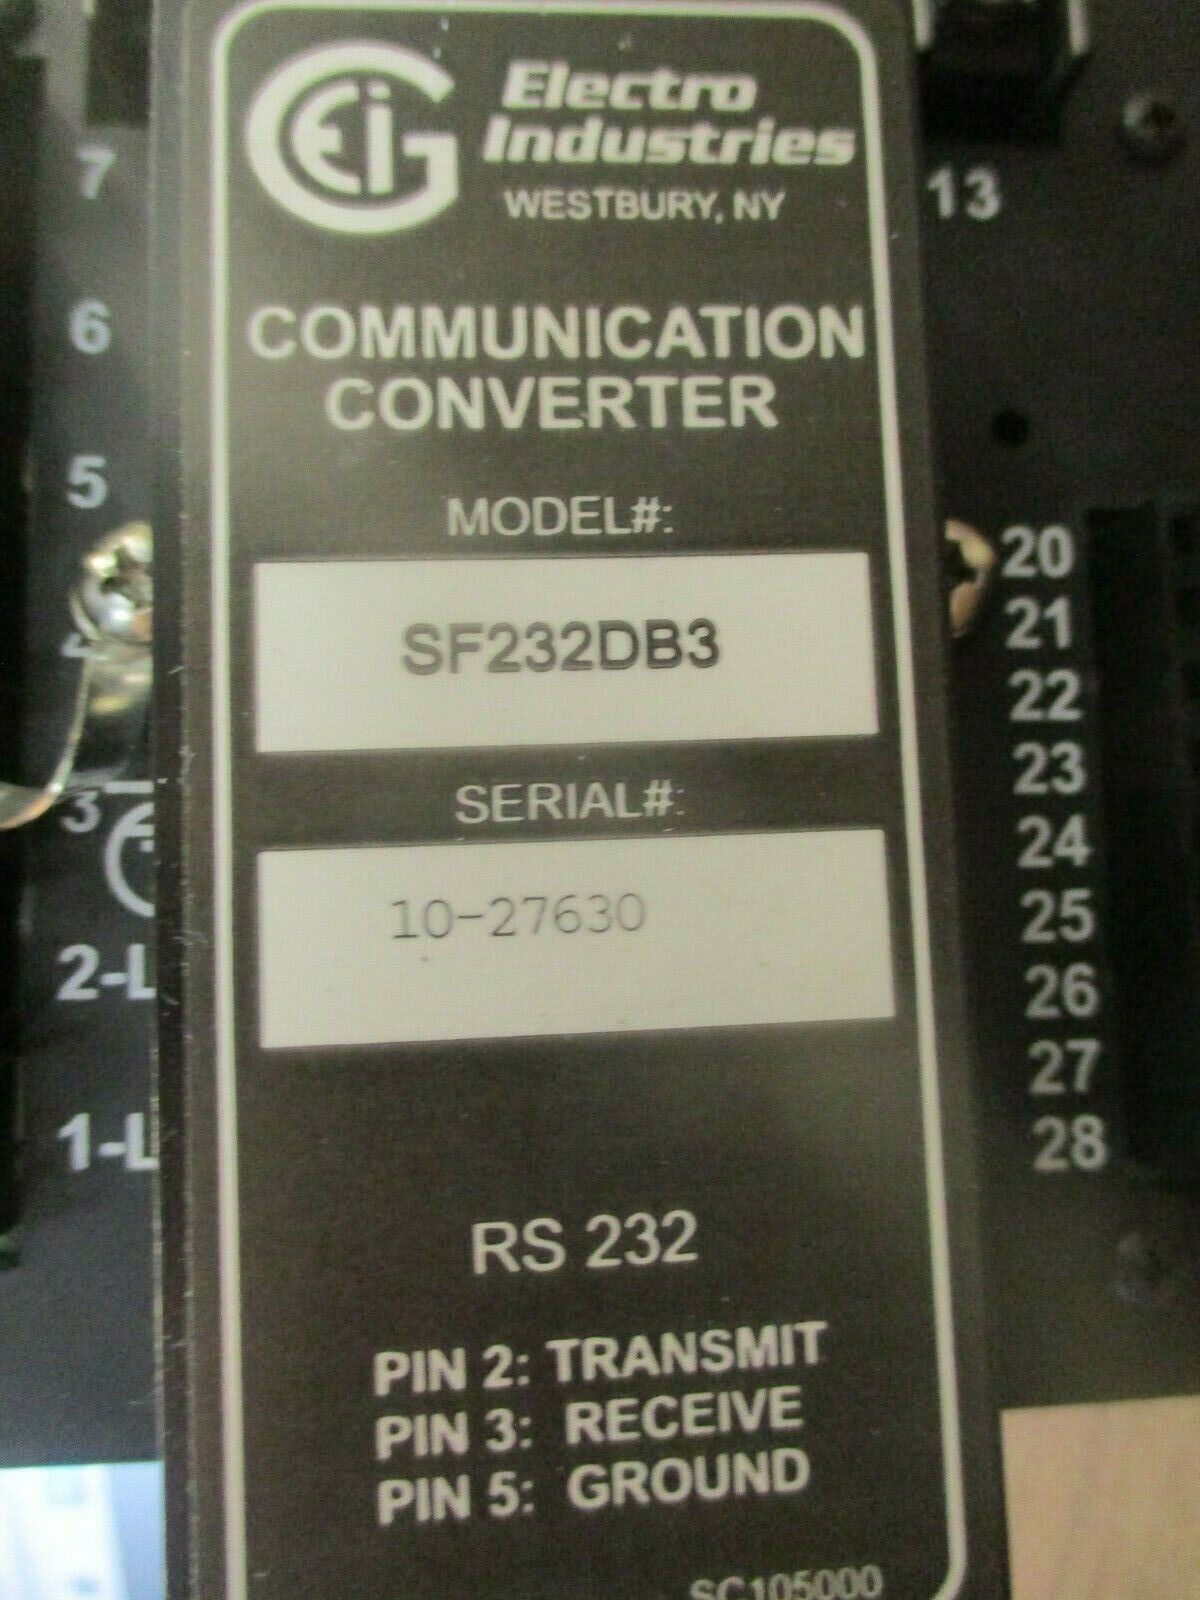 EIG
Electro
Industries
WESTBURY, NY
COMMUNICATION
CONVERTER
MODEL#:
SF232DB3
SERIAL#:
10-27630
RS 232
PIN 2: TRANSMIT
PIN 3: RECEIVE
PIN 5: GROUND
SC105000
7
6
5
4
3
2-L
1-L
13
20
21
22
23
24
25
26
27
28